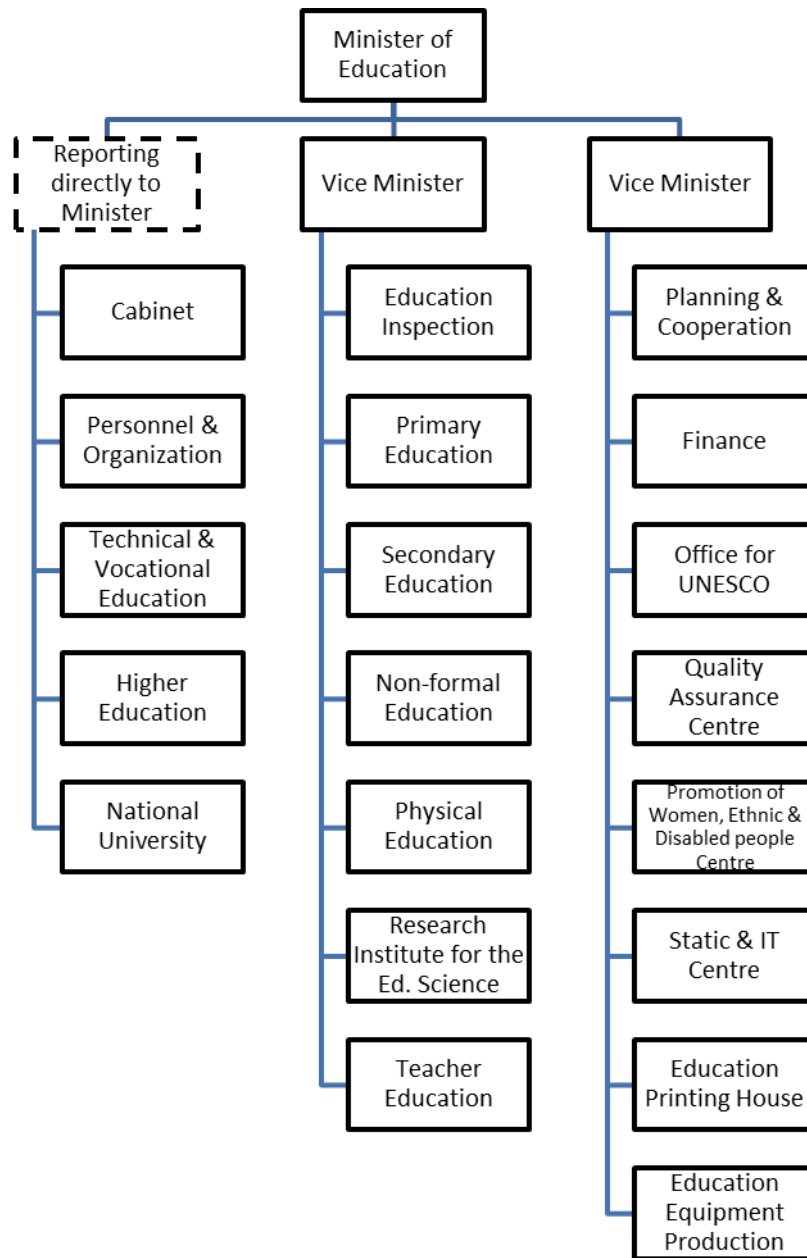 Minister of
Education
Reporting
directly to
Minister
Vice Minister
Vice Minister
Cabinet
Personnel &
Organization
Technical &
Vocational
Education
Higher
Education
National
University
Education
Inspection
Primary
Education
Secondary
Education
Non-formal
Education
Physical
Education
Research
Institute for the
Ed. Science
Teacher
Education
Planning &
Cooperation
Finance
Office for
UNESCO
Quality
Assurance
Centre
Promotion of
Women, Ethnic &
Disabled people
Centre
Static & IT
Centre
Education
Printing House
Education
Equipment
Production